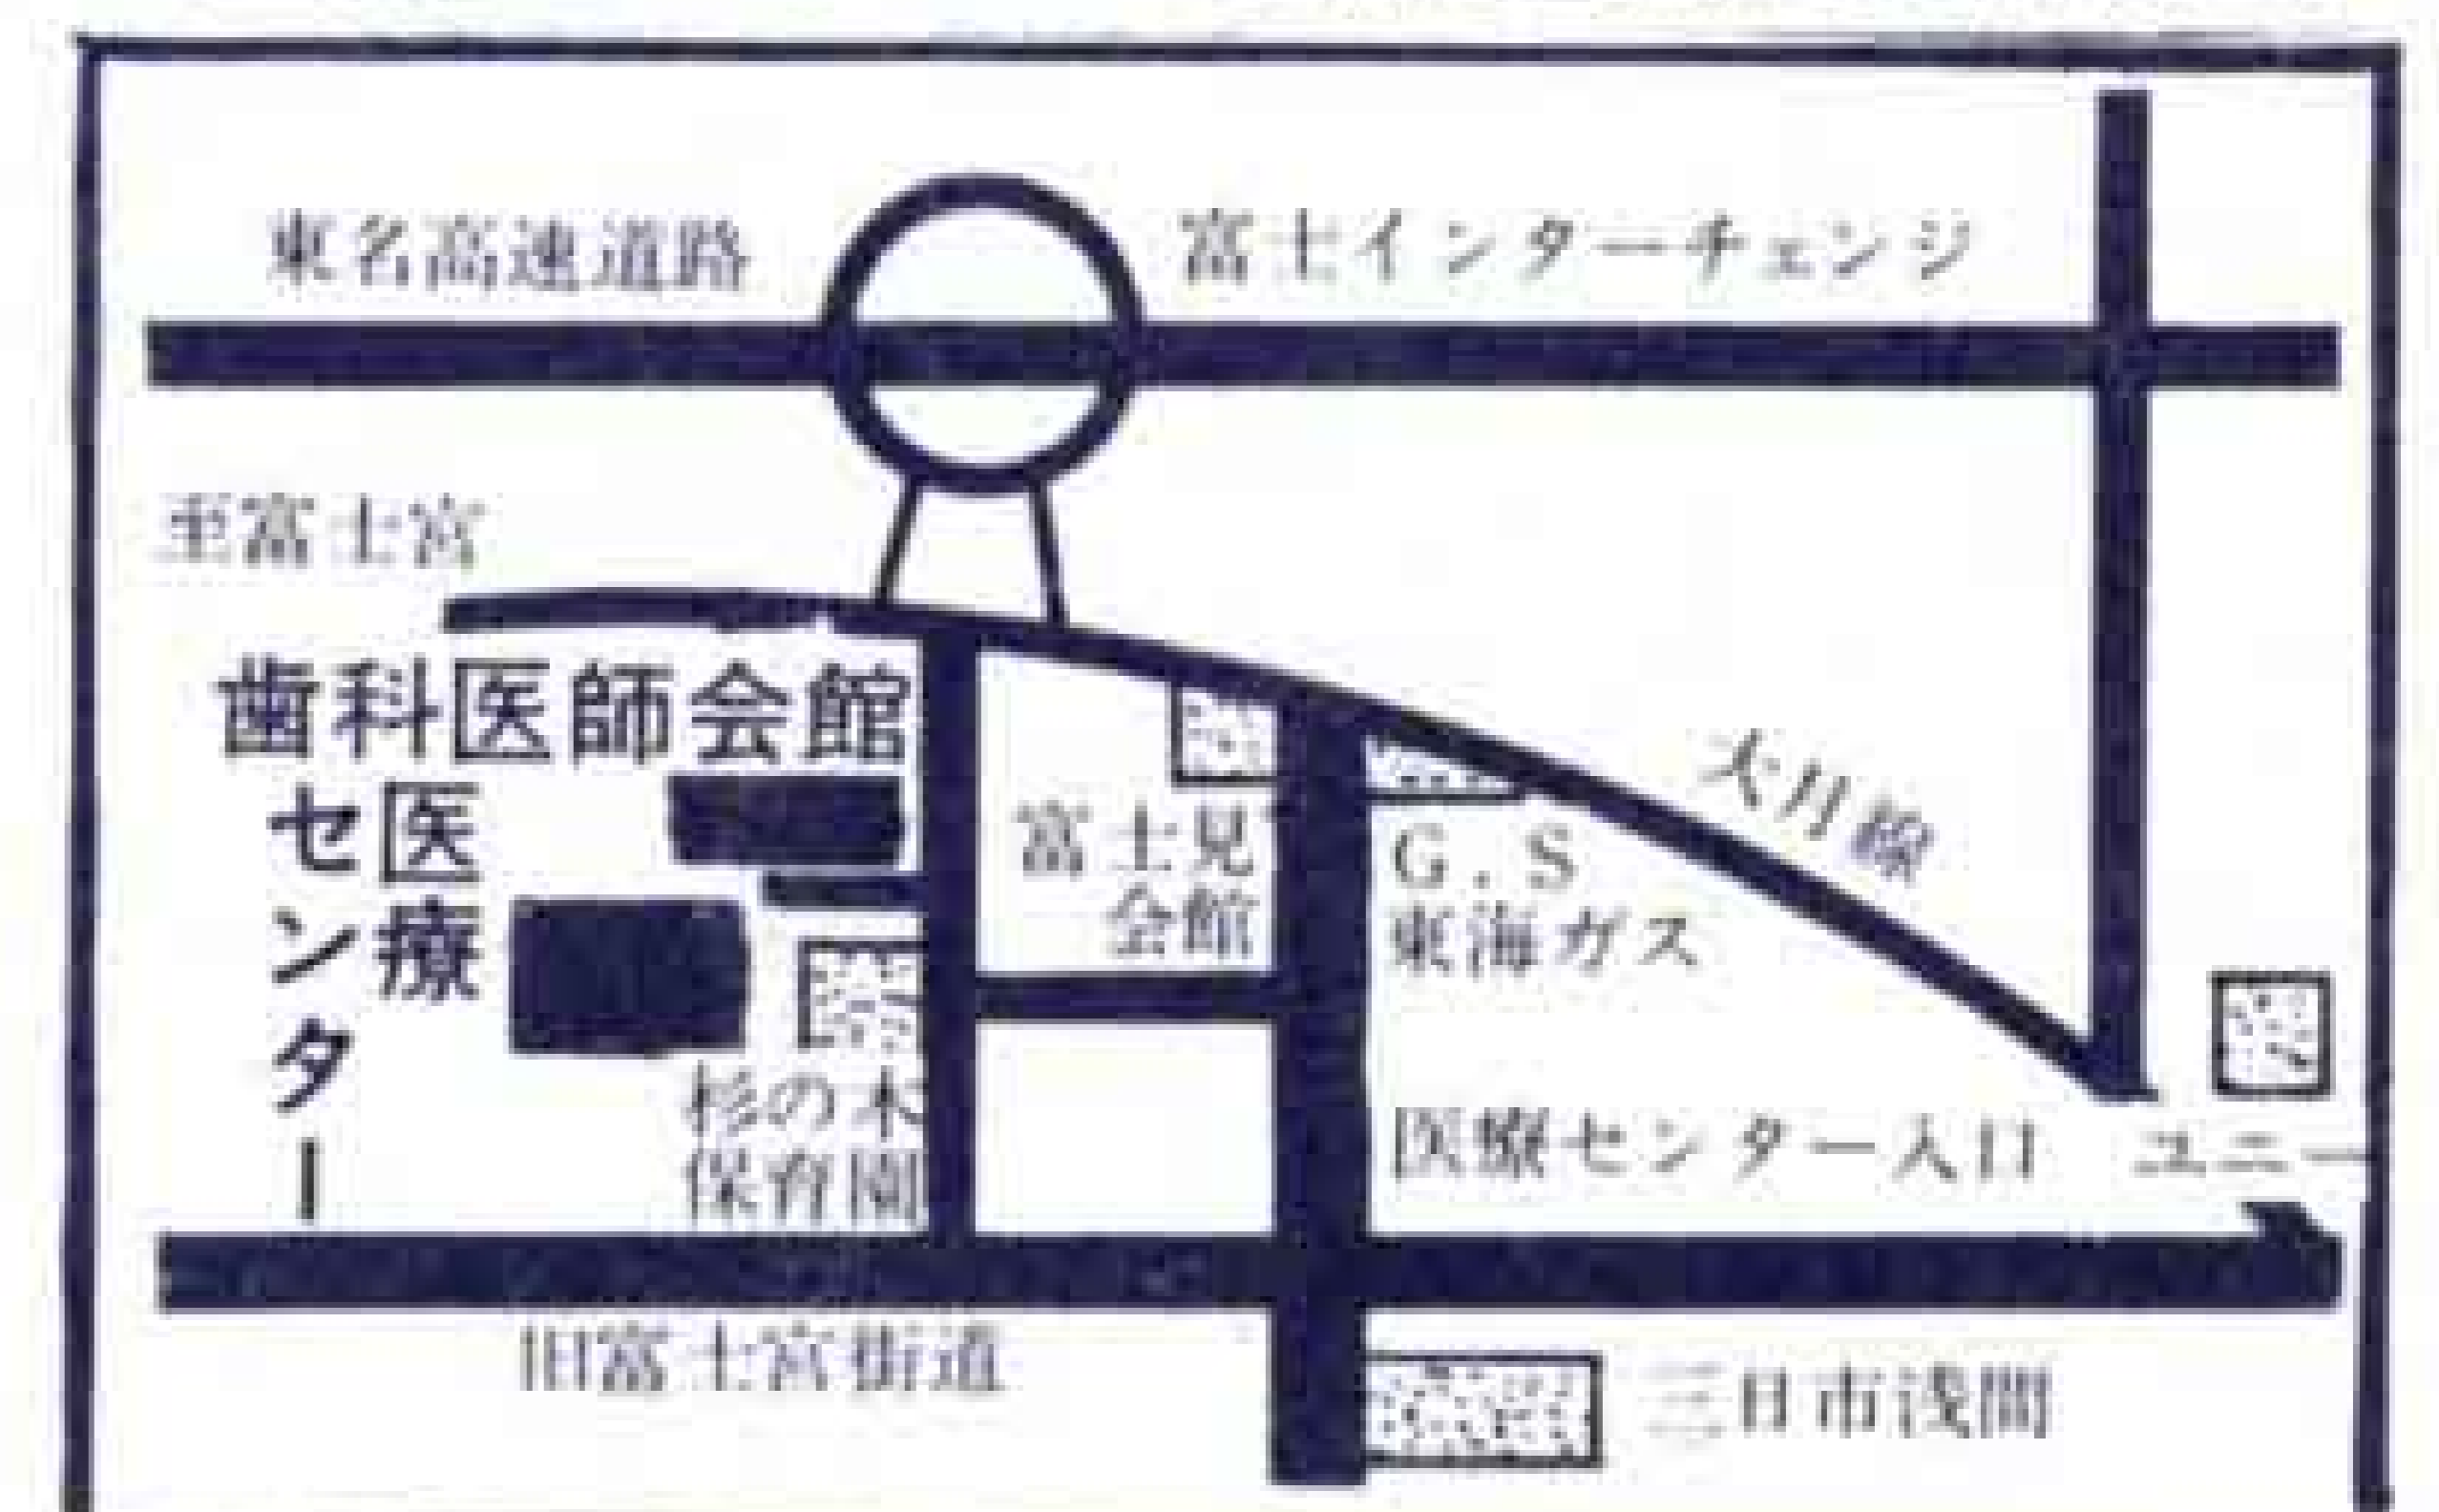 東名高速道路
富士インターチェンジ
至富士宮
歯科医師会館
医療
センター
富士見
会館
G.S
東海ガス
大月線
杉の木
保育園
医療センター入口
ユニー
旧富士宮街道
三日市浅間